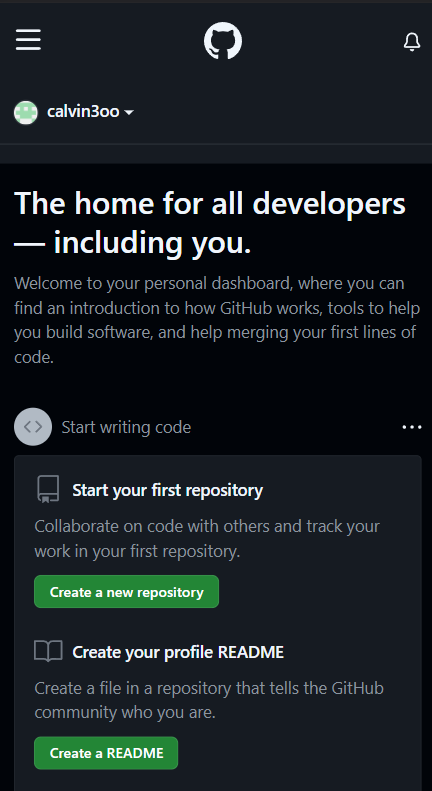 calvin3oo
The home for all developers
— including you.
Welcome to your personal dashboard, where you can
find an introduction to how GitHub works, tools to help
you build software, and help merging your first lines of
code.
Start writing code
Start your first repository
Collaborate on code with others and track your
work in your first repository.
Create a new repository
Create your profile README
Create a file in a repository that tells the GitHub
community who you are.
Create a README